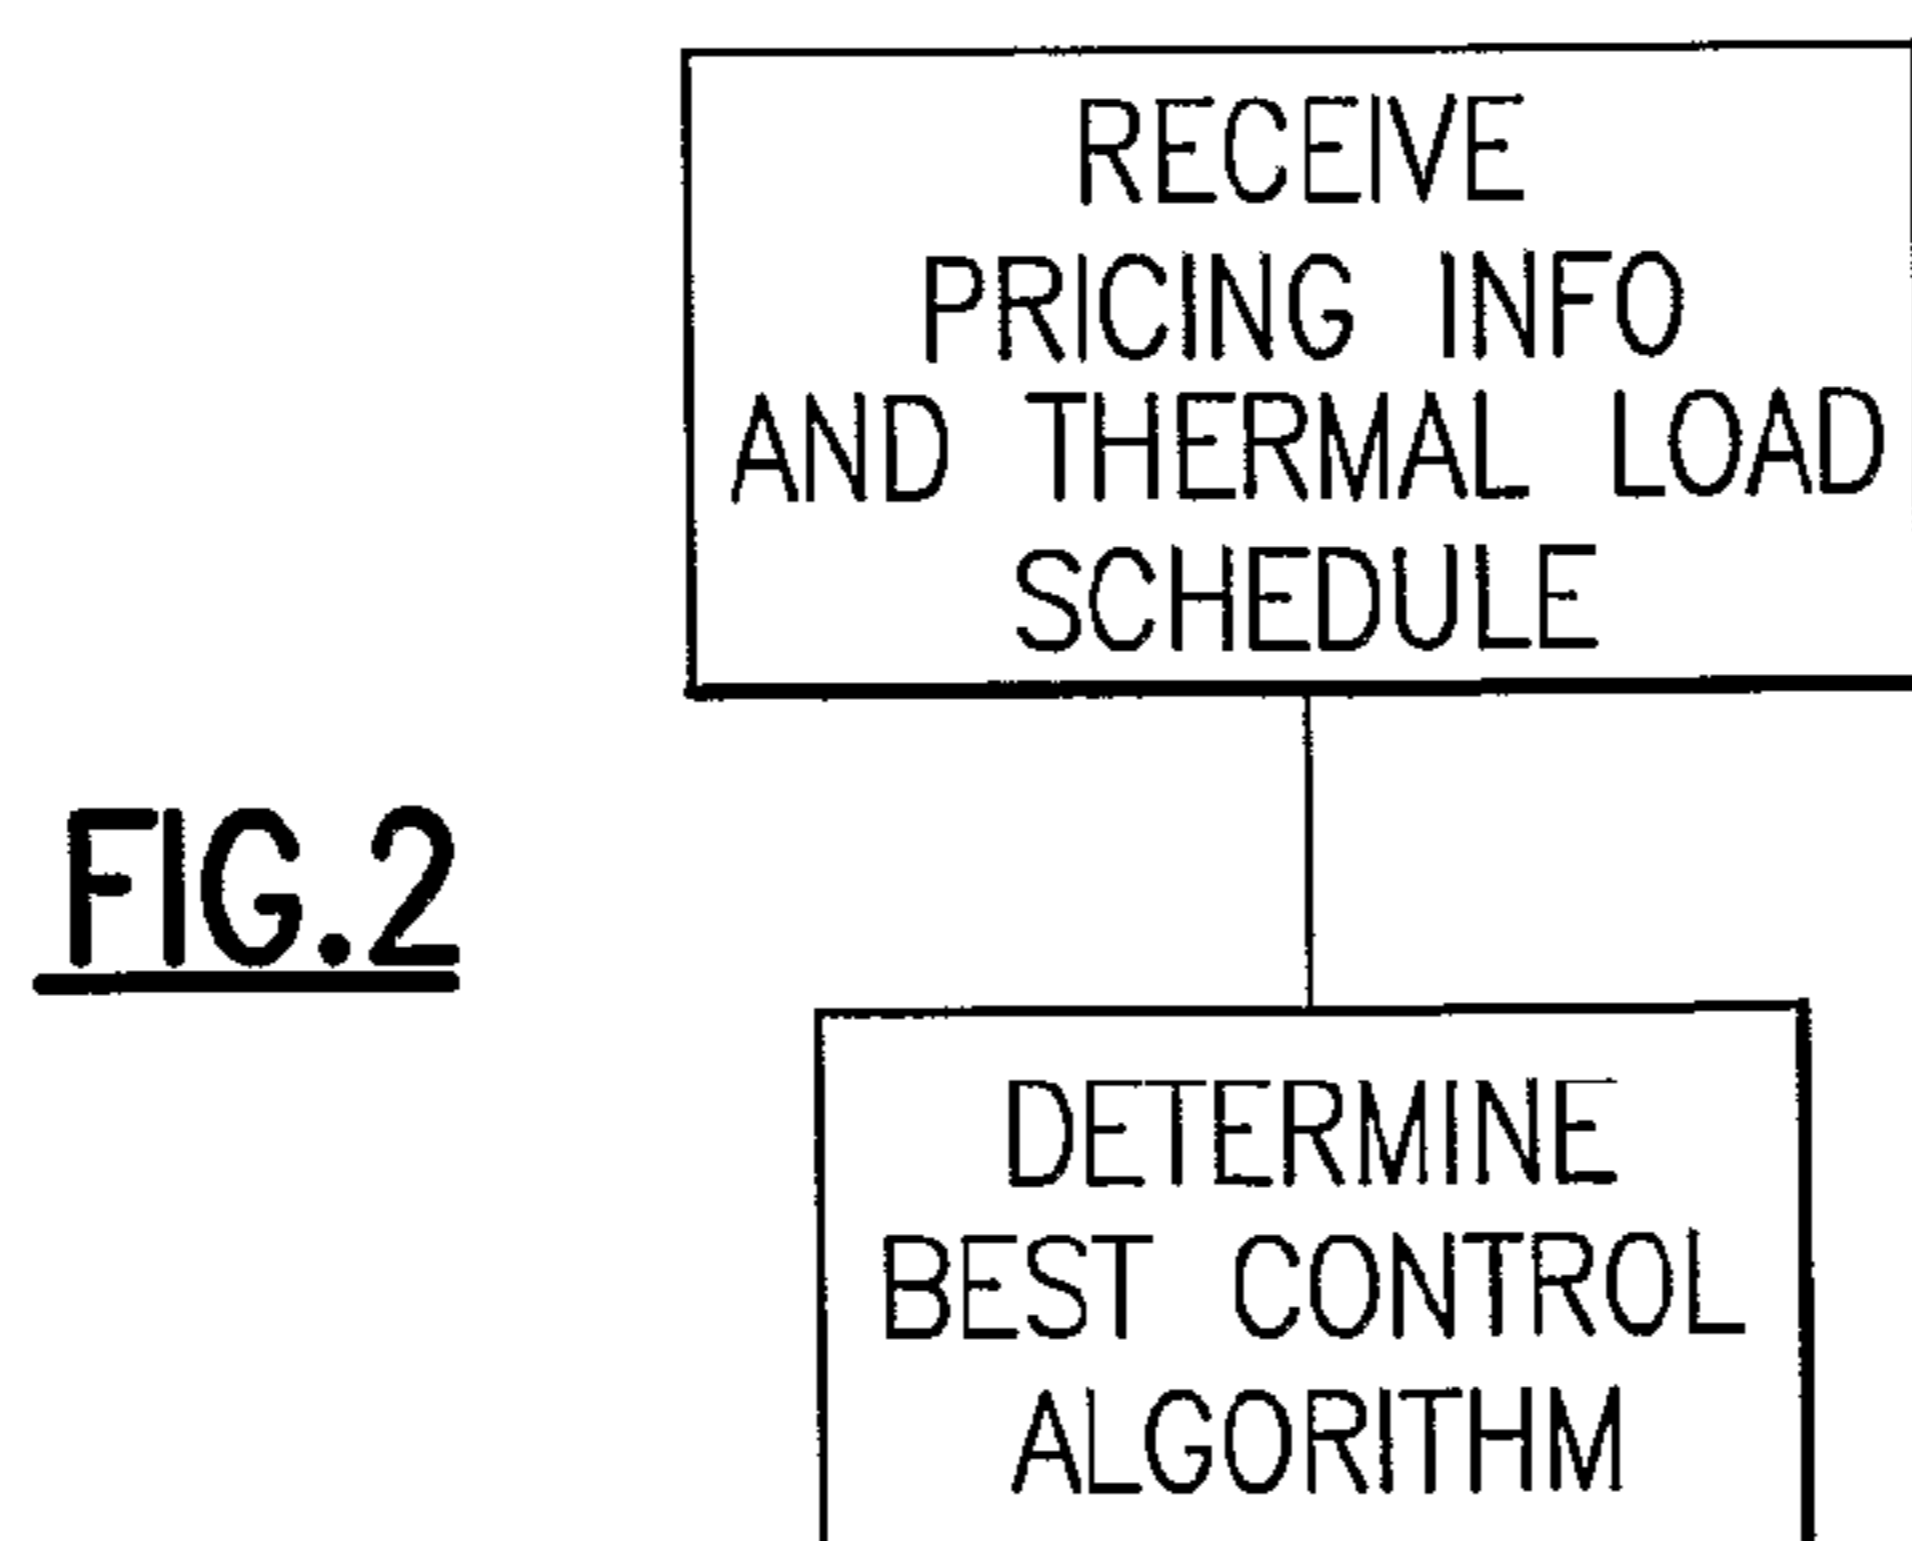 RECEIVE
PRICING INFO
AND THERMAL LOAD
SCHEDULE
FIG.2
DETERMINE
BEST CONTROL
ALGORITHM